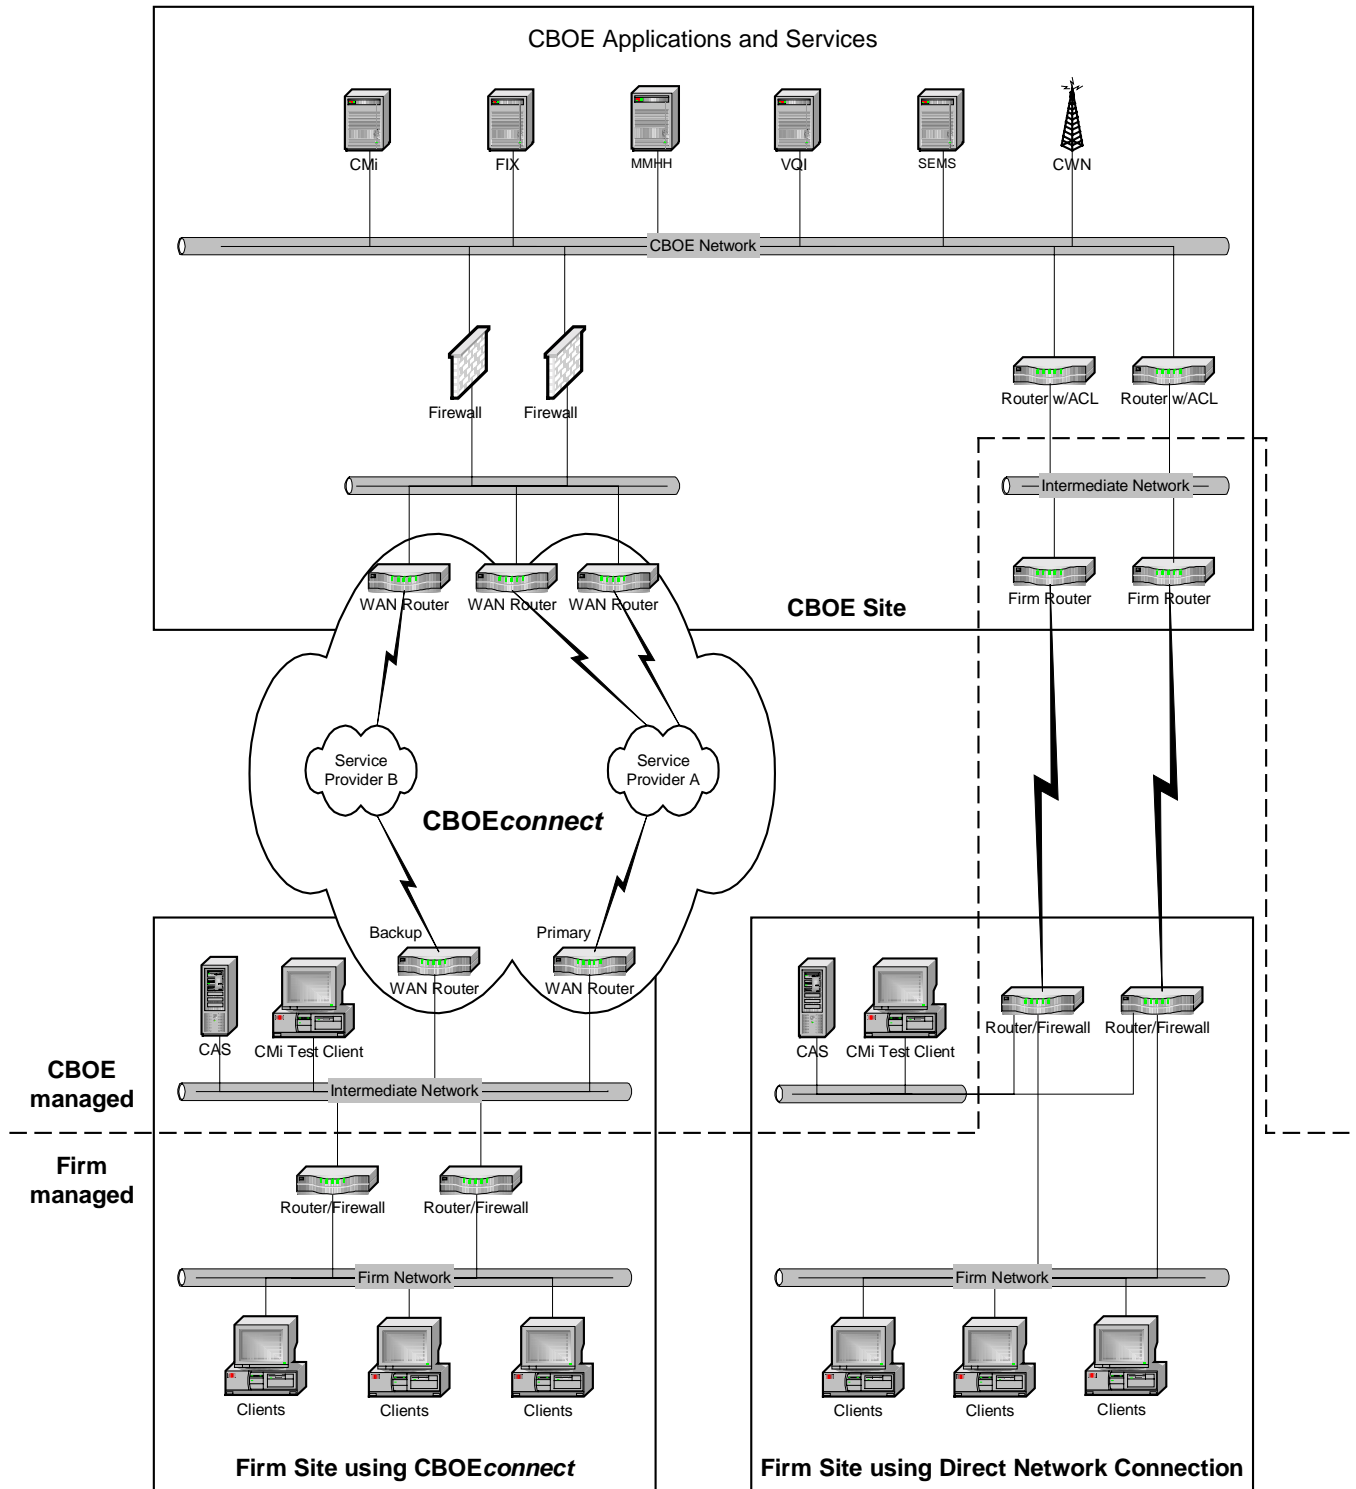 CBOE Applications and Services
CMi
FIX
MMHH
VQI
SEMS
CWN
CBOE Network
Firewall
Firewall
Router w/ACL
Router w/ACL
Intermediate Network
WAN Router
WAN Router
WAN Router
Firm Router
Firm Router
CBOE Site
Service
Provider B
Service
Provider A
CBOEconnect
Backup
Primary
WAN Router
WAN Router
CAS
CMi Test Client
Intermediate Network
CAS
CMi Test Client
Router/Firewall
Router/Firewall
CBOE
managed
Firm
managed
Router/Firewall
Router/Firewall
Firm Network
Clients
Clients
Clients
Firm Network
Clients
Clients
Clients
Firm Site using CBOEconnect
Firm Site using Direct Network Connection